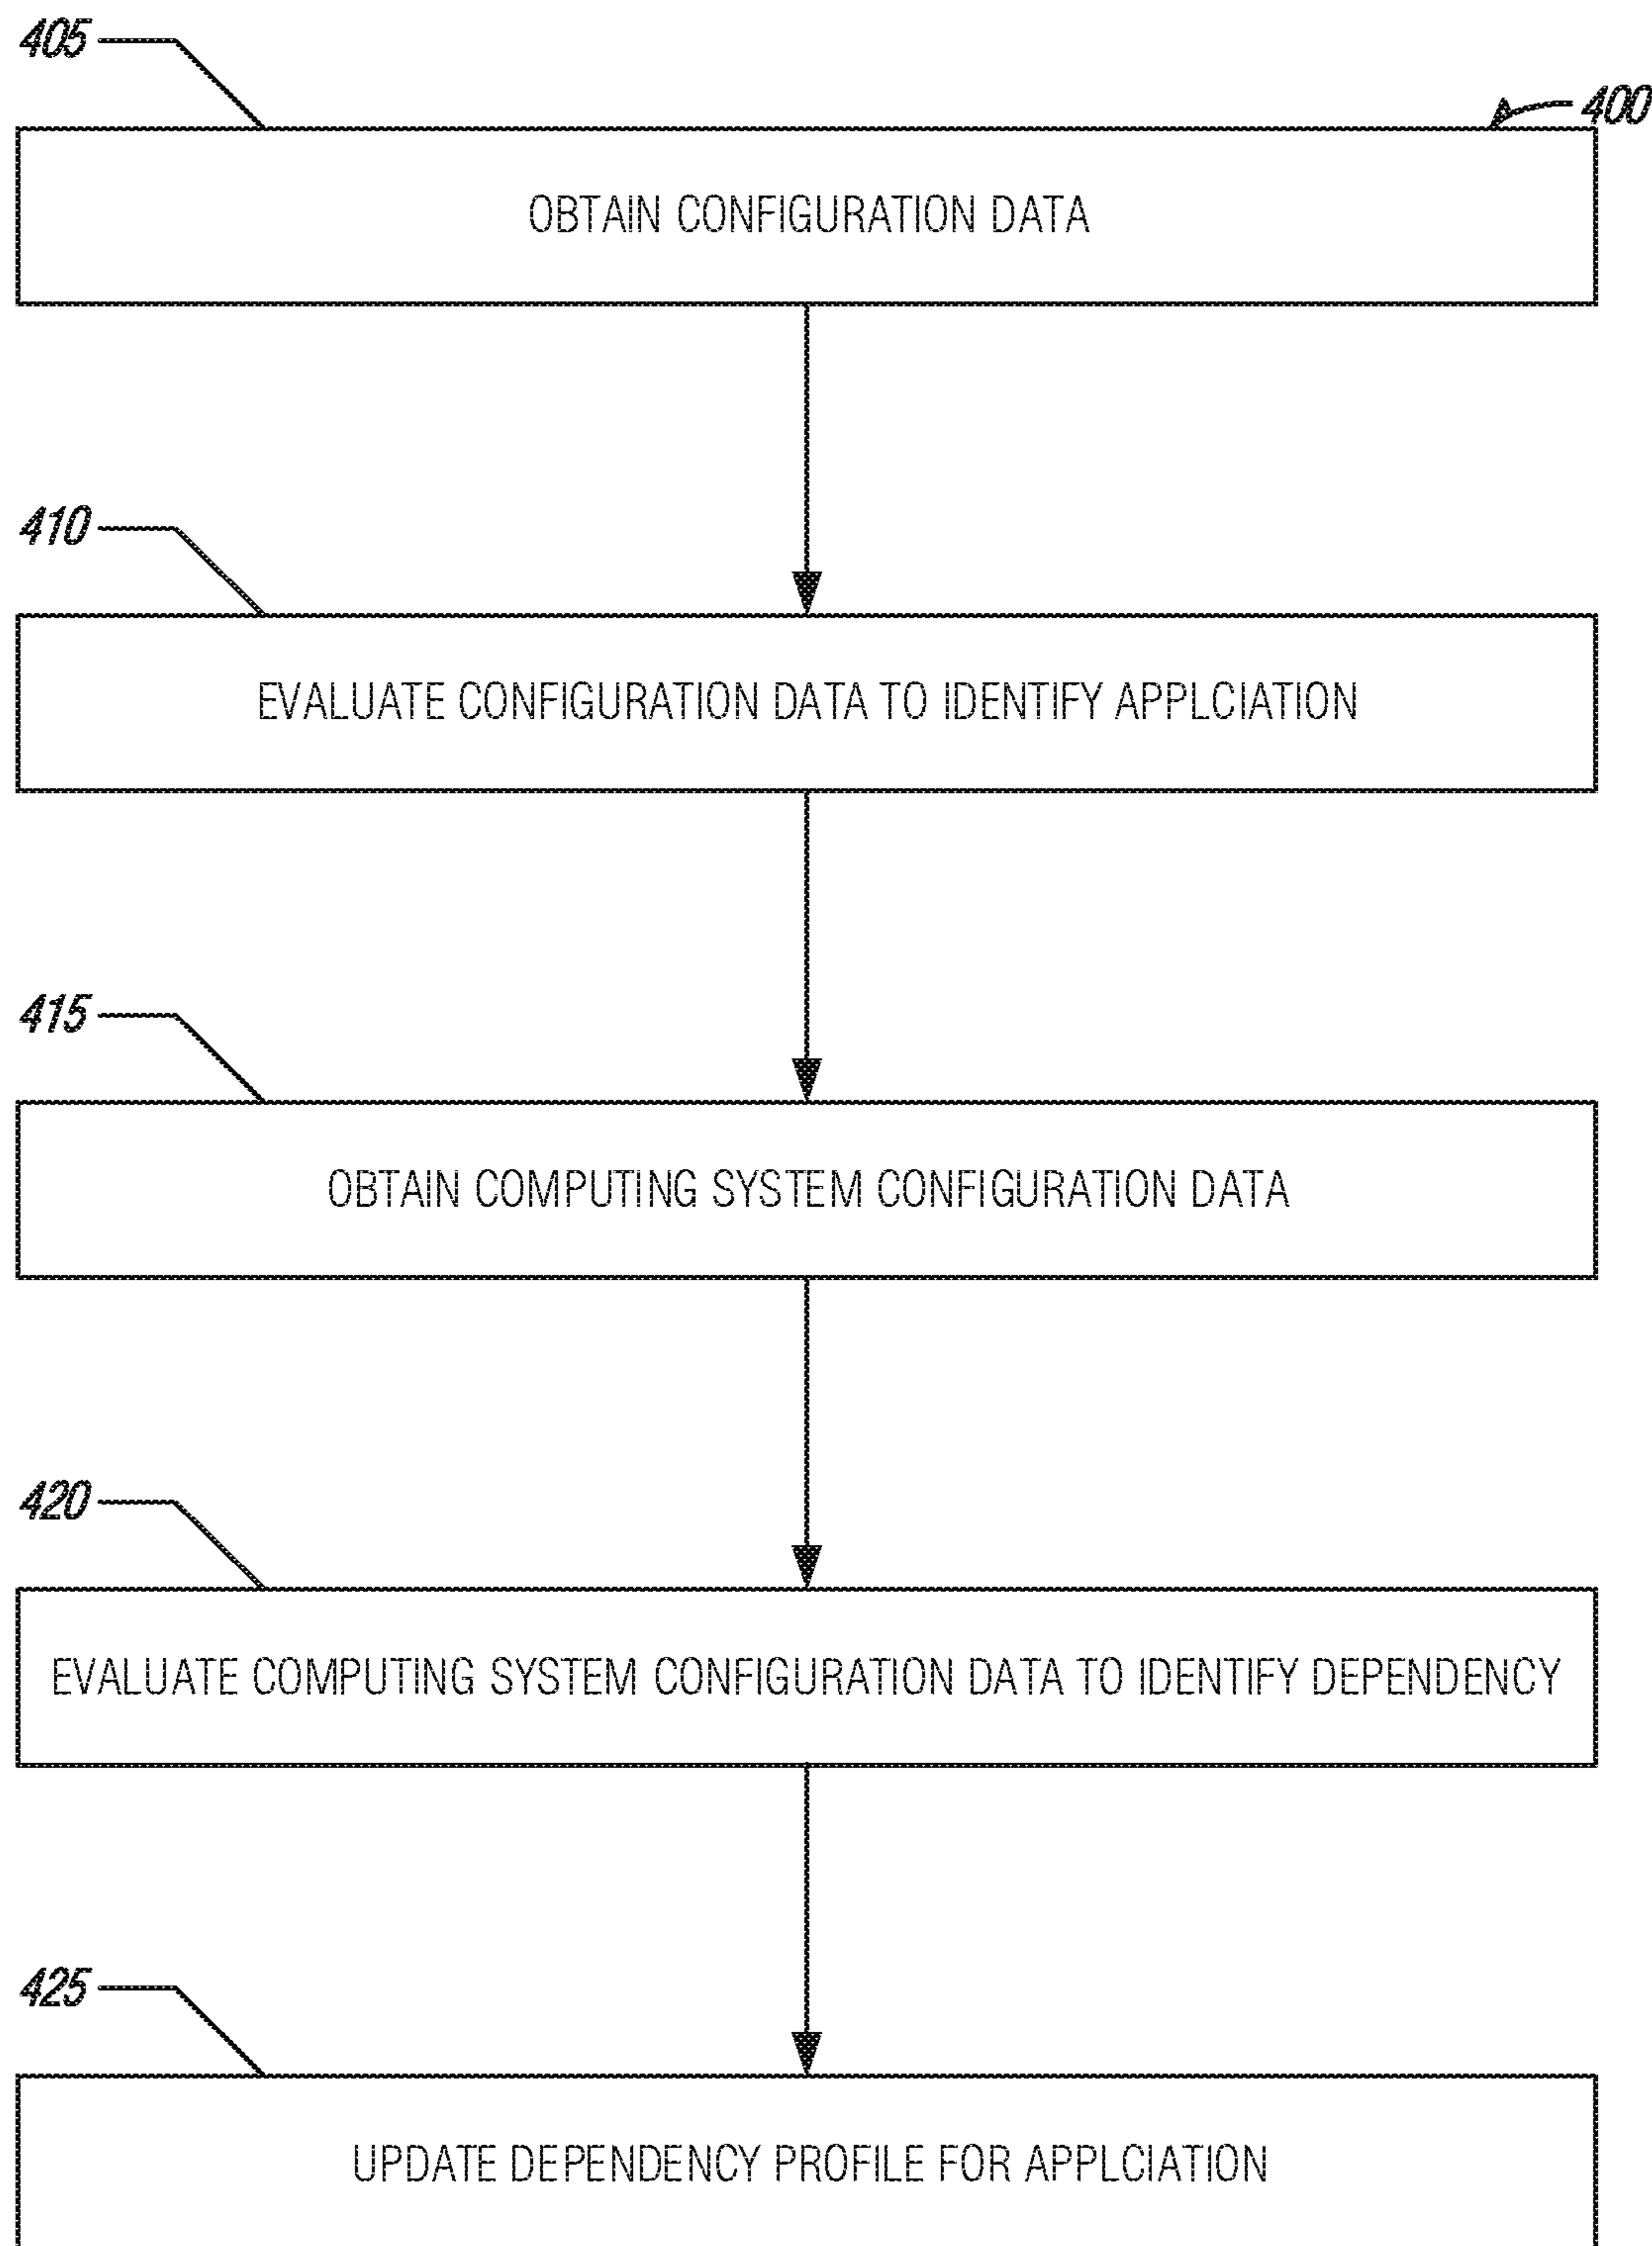 405
400
OBTAIN CONFIGURATION DATA
410
EVALUATE CONFIGURATION DATA TO IDENTIFY APPLCIATION
415
OBTAIN COMPUTING SYSTEM CONFIGURATION DATA
420
EVALUATE COMPUTING SYSTEM CONFIGURATION DATA TO IDENTIFY DEPENDENCY
425
UPDATE DEPENDENCY PROFILE FOR APPLCIATION